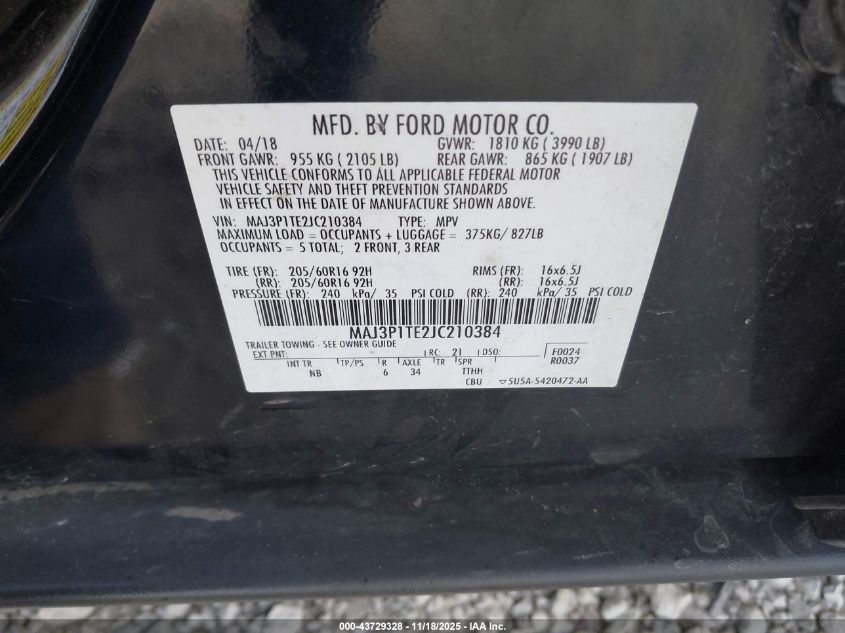 MFD. BY FORD MOTOR CO.
DATE: 04/18 GVWR: 1810 KG ( 3990 LB)
FRONT GAWR: 955 KG ( 2105 LB) REAR GAWR: 865 KG ( 1907 LB)
THIS VEHICLE CONFORMS TO ALL APPLICABLE FEDERAL MOTOR
VEHICLE SAFETY AND THEFT PREVENTION STANDARDS
IN EFFECT ON THE DATE OF MANUFACTURE SHOWN ABOVE.
VIN: MAJ3P1TE2JC210384 TYPE: MPV
MAXIMUM LOAD = OCCUPANTS + LUGGAGE = 375KG/ 827LB
OCCUPANTS = 5 TOTAL; 2 FRONT, 3 REAR
TIRE (FR): 205/60R16 92H RIMS (FR): 16x6.5J
(RR): 205/60R16 92H (RR): 16x6.5J
PRESSURE (FR): 240 kPa/ 35 PSI COLD (RR): 240 kPa/ 35 PSI COLD
MAJ3P1TE2JC210384
TRAILER TOWING - SEE OWNER GUIDE
EXT PNT: RC: 21 DSO: F0024
INT TR TP/PS R AXLE TR SPR R0037
NB 6 34 TTHH
CBU 5U5A-5420472-AA
000-43729328 - 11/18/2025 - IAA Inc.